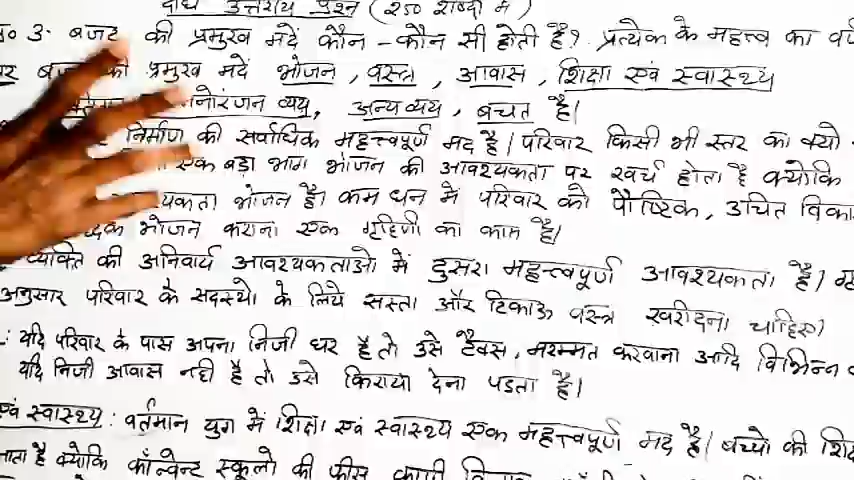 दीर्घ उत्तरीय प्रश्न (250 शब्दों में)
प्र० 3. बजट की प्रमुख मदें कौन - कौन सी होती है? प्रत्येक के महत्त्व का
बजट की प्रमुख मदें भोजन, वस्त्र, आवास, शिक्षा एवं स्वास्थ्य
मनोरंजन व्यय, अन्य व्यय, बचत है।
निर्माण की सर्वाधिक महत्त्वपूर्ण मद है। परिवार किसी भी स्तर का क्यो
एक बड़ा भाग भोजन की आवश्यकता पर खर्च होता है क्योकि
भोजन है। कम धन मे परिवार को पौष्टिक, उचित
भोजन कराना एक गृहिणी का काम है।
व्यक्ति की अनिवार्य आवश्यकताओ में दुसरा महत्त्वपूर्ण आवश्यकता है।
अनुसार परिवार के सदस्यो के लिये सस्ता और टिकाऊ वस्त्र खरीदना चाहिए।
: यदि परिवार के पास अपना निजी घर है तो उसे टैक्स, मरम्मत करवाना आदि विभिन्न
यदि निजी आवास नही है तो उसे किराया देना पडता है।
एवं स्वास्थ्य : वर्तमान युग में शिक्षा एवं स्वास्थ्य एक महत्त्वपूर्ण मद है। बच्चो की
है क्योकि कॉन्वेन्ट स्कूलो की फीस काफी